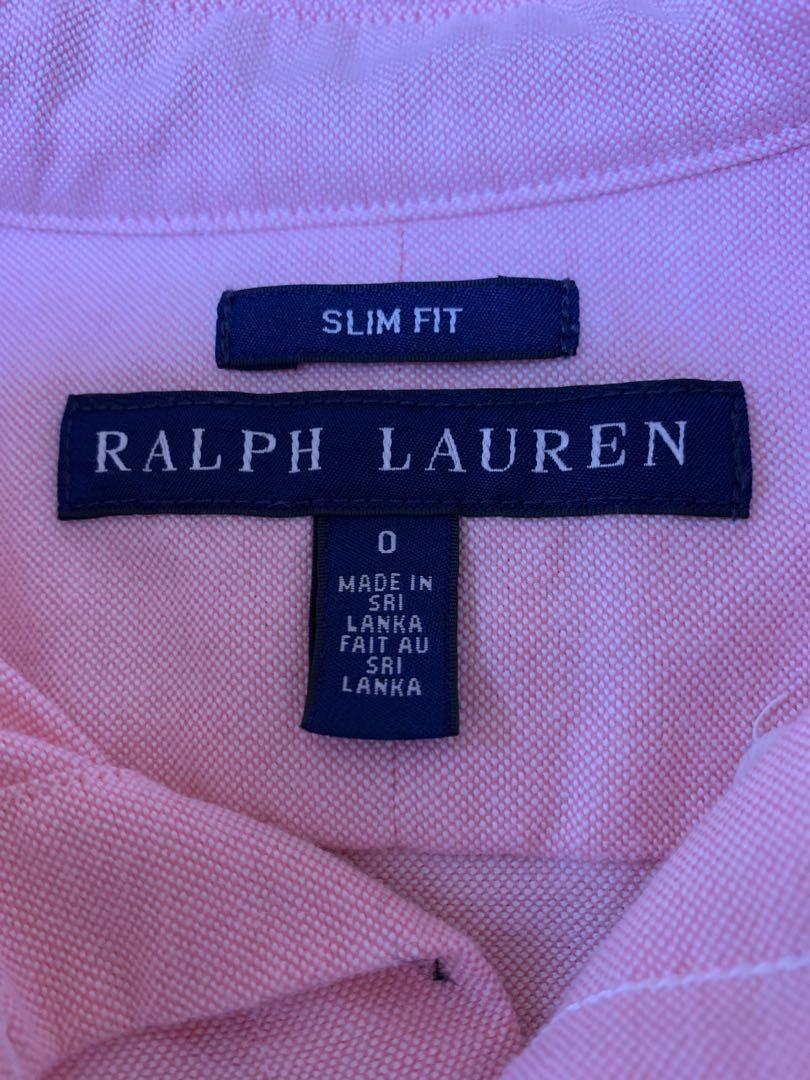 SLIM FIT
RALPH LAUREN
0
MADE IN
SRI
LANKA
FAIT AU
SRI
LANKA